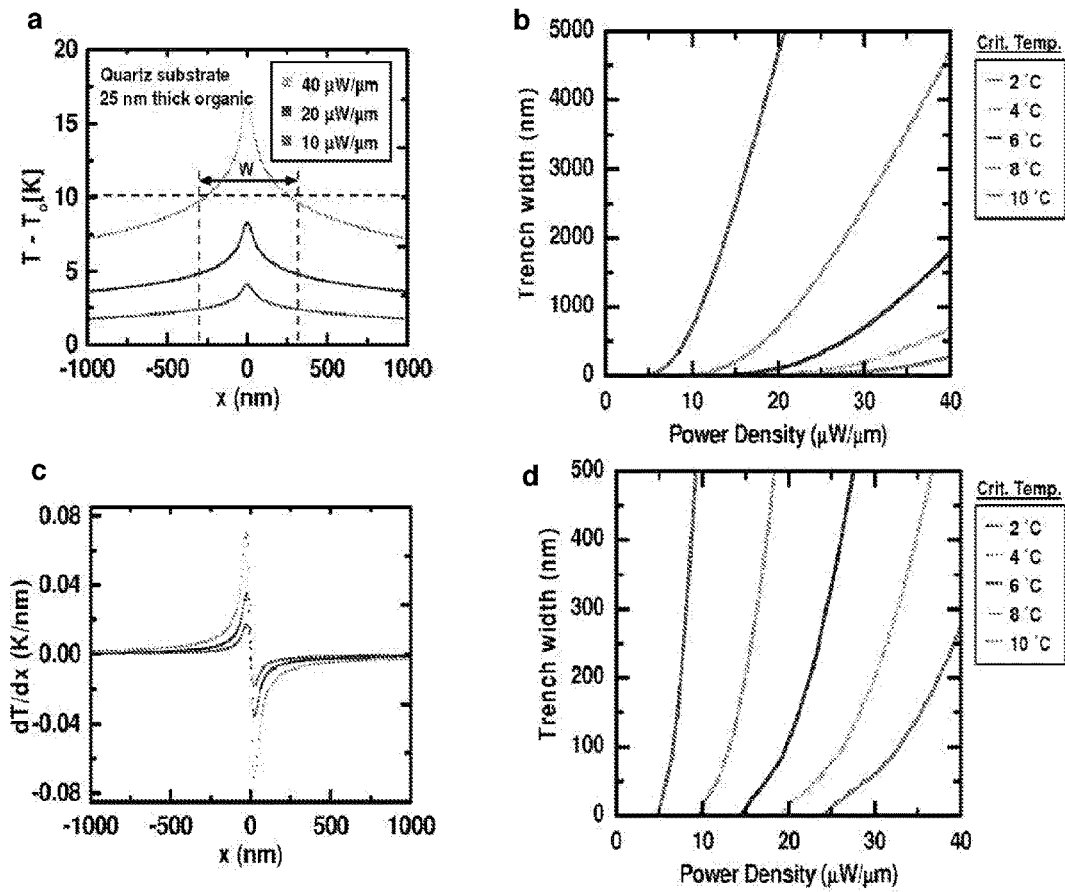 a
20
15
10
5
0
T - To[K]
Quartz substrate
25 nm thick organic
40 µW/µm
20 µW/µm
10 µW/µm
W
-1000 -500 0 500 1000
x (nm)
b
5000
4000
3000
2000
1000
0
Trench width (nm)
0 10 20 30 40
Power Density (µW/µm)
Crit. Temp.
2 ˚C
4 ˚C
6 ˚C
8 ˚C
10 ˚C
c
0.08
0.04
0.00
-0.04
-0.08
dT/dx (K/nm)
-1000 -500 0 500 1000
x (nm)
d
500
400
300
200
100
0
Trench width (nm)
0 10 20 30 40
Power Density (µW/µm)
Crit. Temp.
2 ˚C
4 ˚C
6 ˚C
8 ˚C
10 ˚C